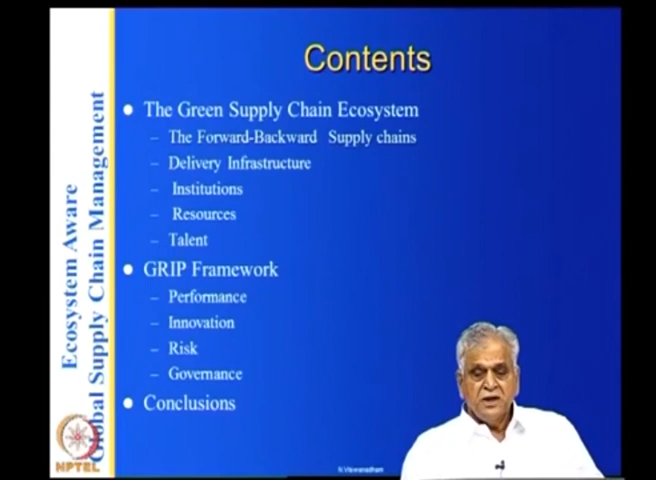 Contents
The Green Supply Chain Ecosystem
– The Forward-Backward Supply chains
– Delivery Infrastructure
– Institutions
– Resources
– Talent
GRIP Framework
– Performance
– Innovation
– Risk
– Governance
Conclusions
Ecosystem Aware
Global Supply Chain Management
NPTEL
N.Viswanadham